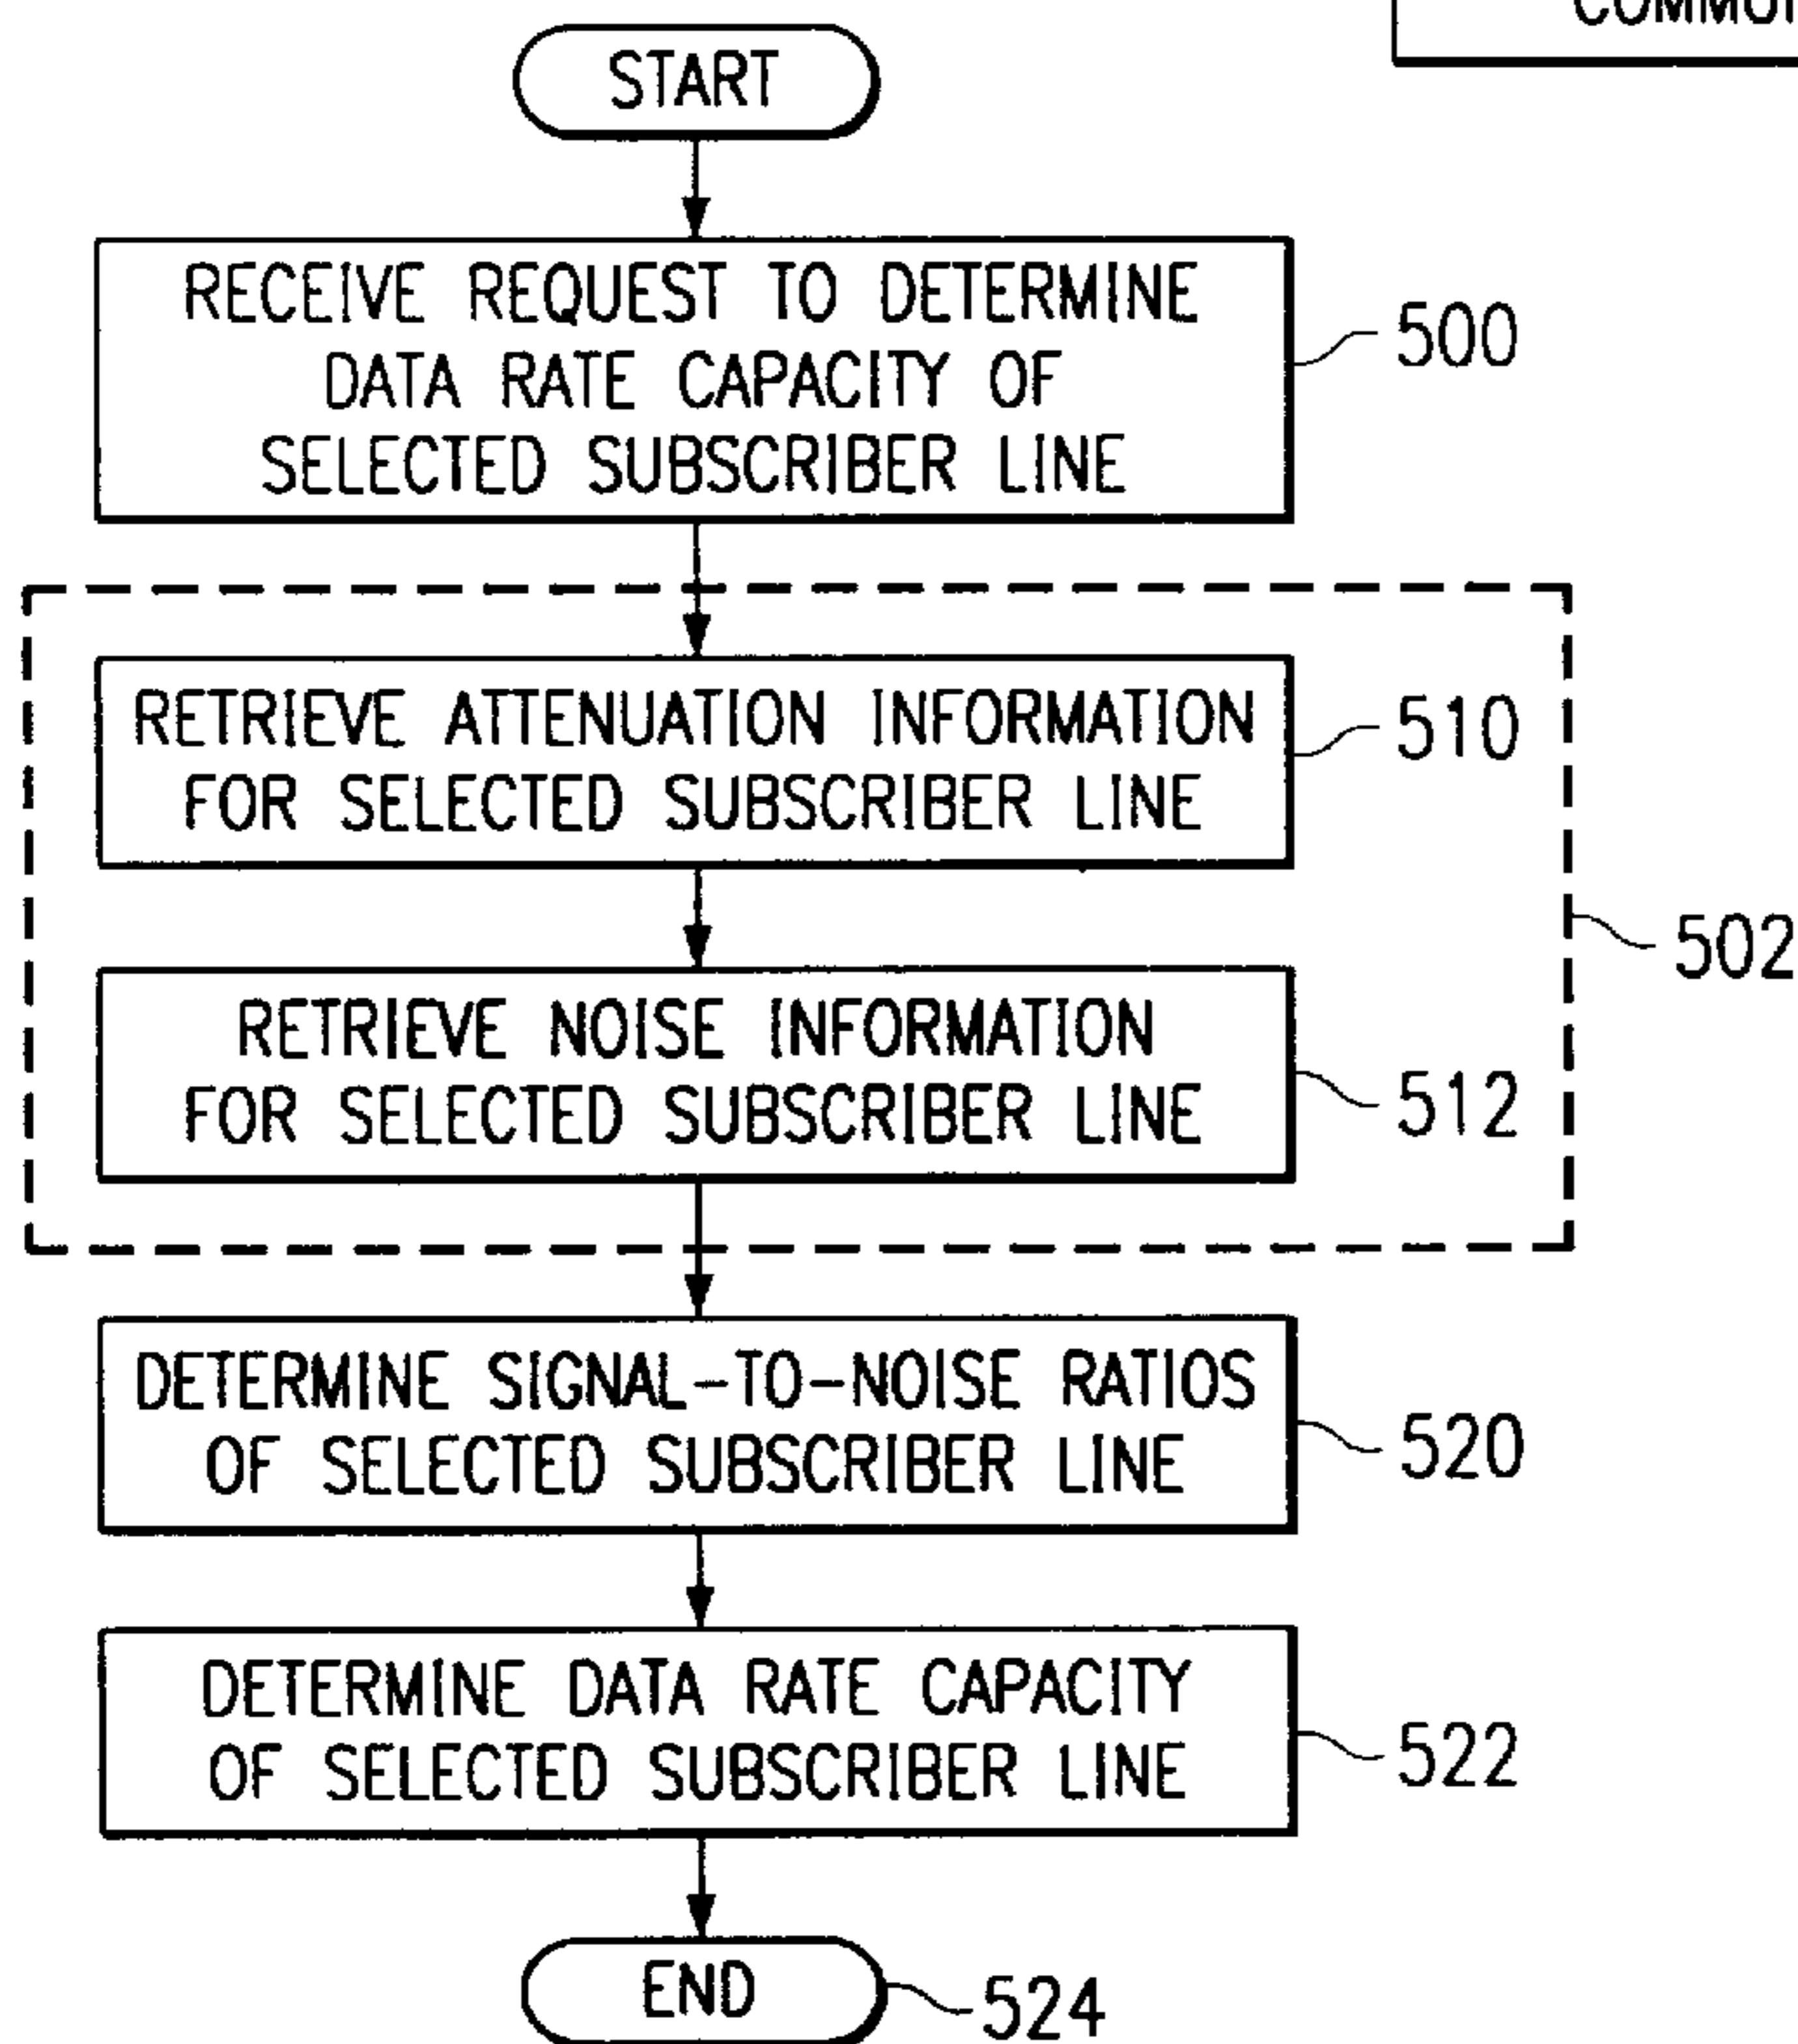 START
RECEIVE REQUEST TO DETERMINE
DATA RATE CAPACITY OF
SELECTED SUBSCRIBER LINE
500
RETRIEVE ATTENUATION INFORMATION
FOR SELECTED SUBSCRIBER LINE
510
502
RETRIEVE NOISE INFORMATION
FOR SELECTED SUBSCRIBER LINE
512
DETERMINE SIGNAL-TO-NOISE RATIOS
OF SELECTED SUBSCRIBER LINE
520
DETERMINE DATA RATE CAPACITY
OF SELECTED SUBSCRIBER LINE
522
END
524